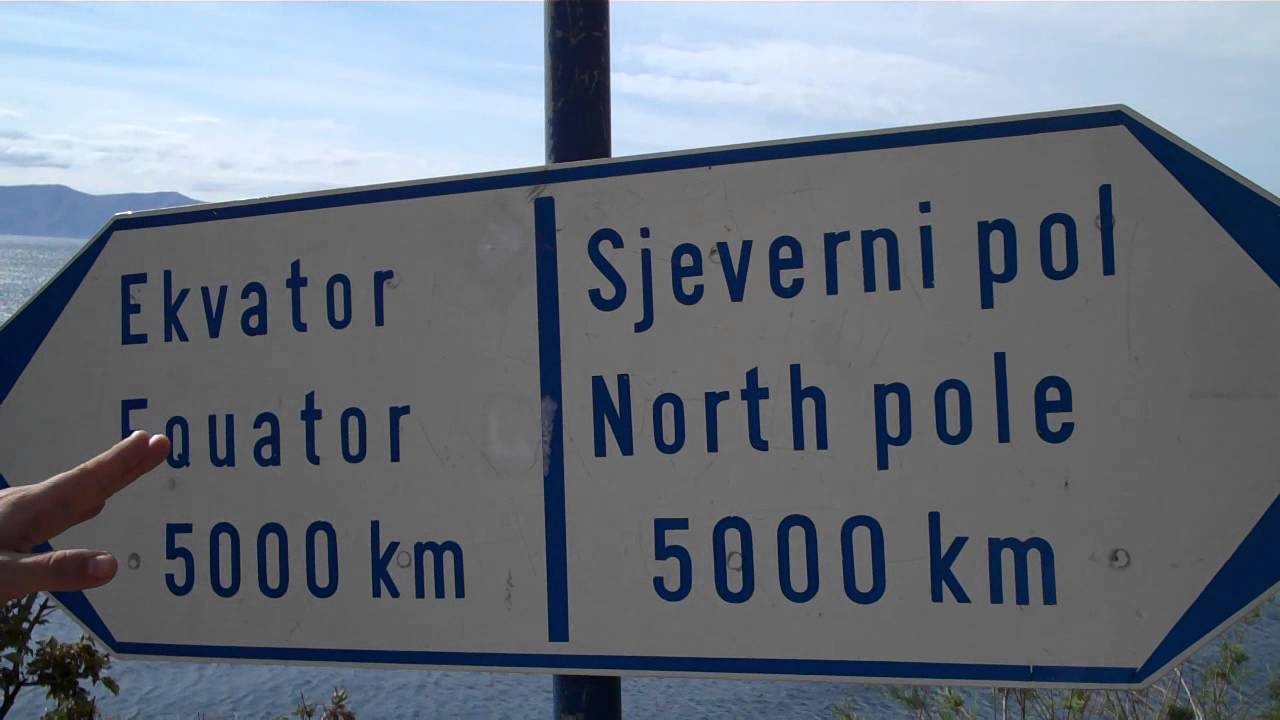 Ekvator
Equator
5000 km
Sjeverni pol
North pole
5000 km